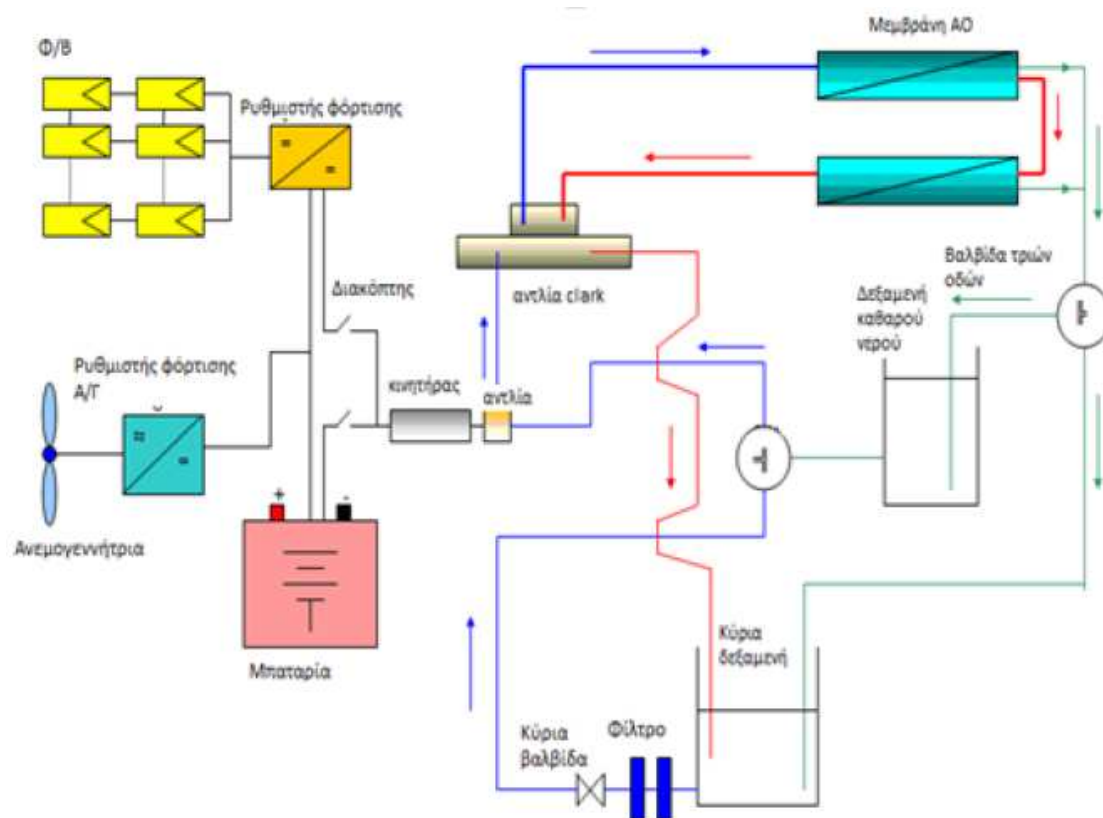 Φ/Β
Ρυθμιστής φόρτισης
Μεμβράνη ΑΟ
Διακόπτης
αντλία clark
Βαλβίδα τριών
οδών
Δεξαμενή
καθαρού
νερού
Ρυθμιστής φόρτισης
Α/Γ
κινητήρας
αντλία
+
-
Ανεμογεννήτρια
Μπαταρία
Κύρια
δεξαμενή
Κύρια
βαλβίδα
Φίλτρο